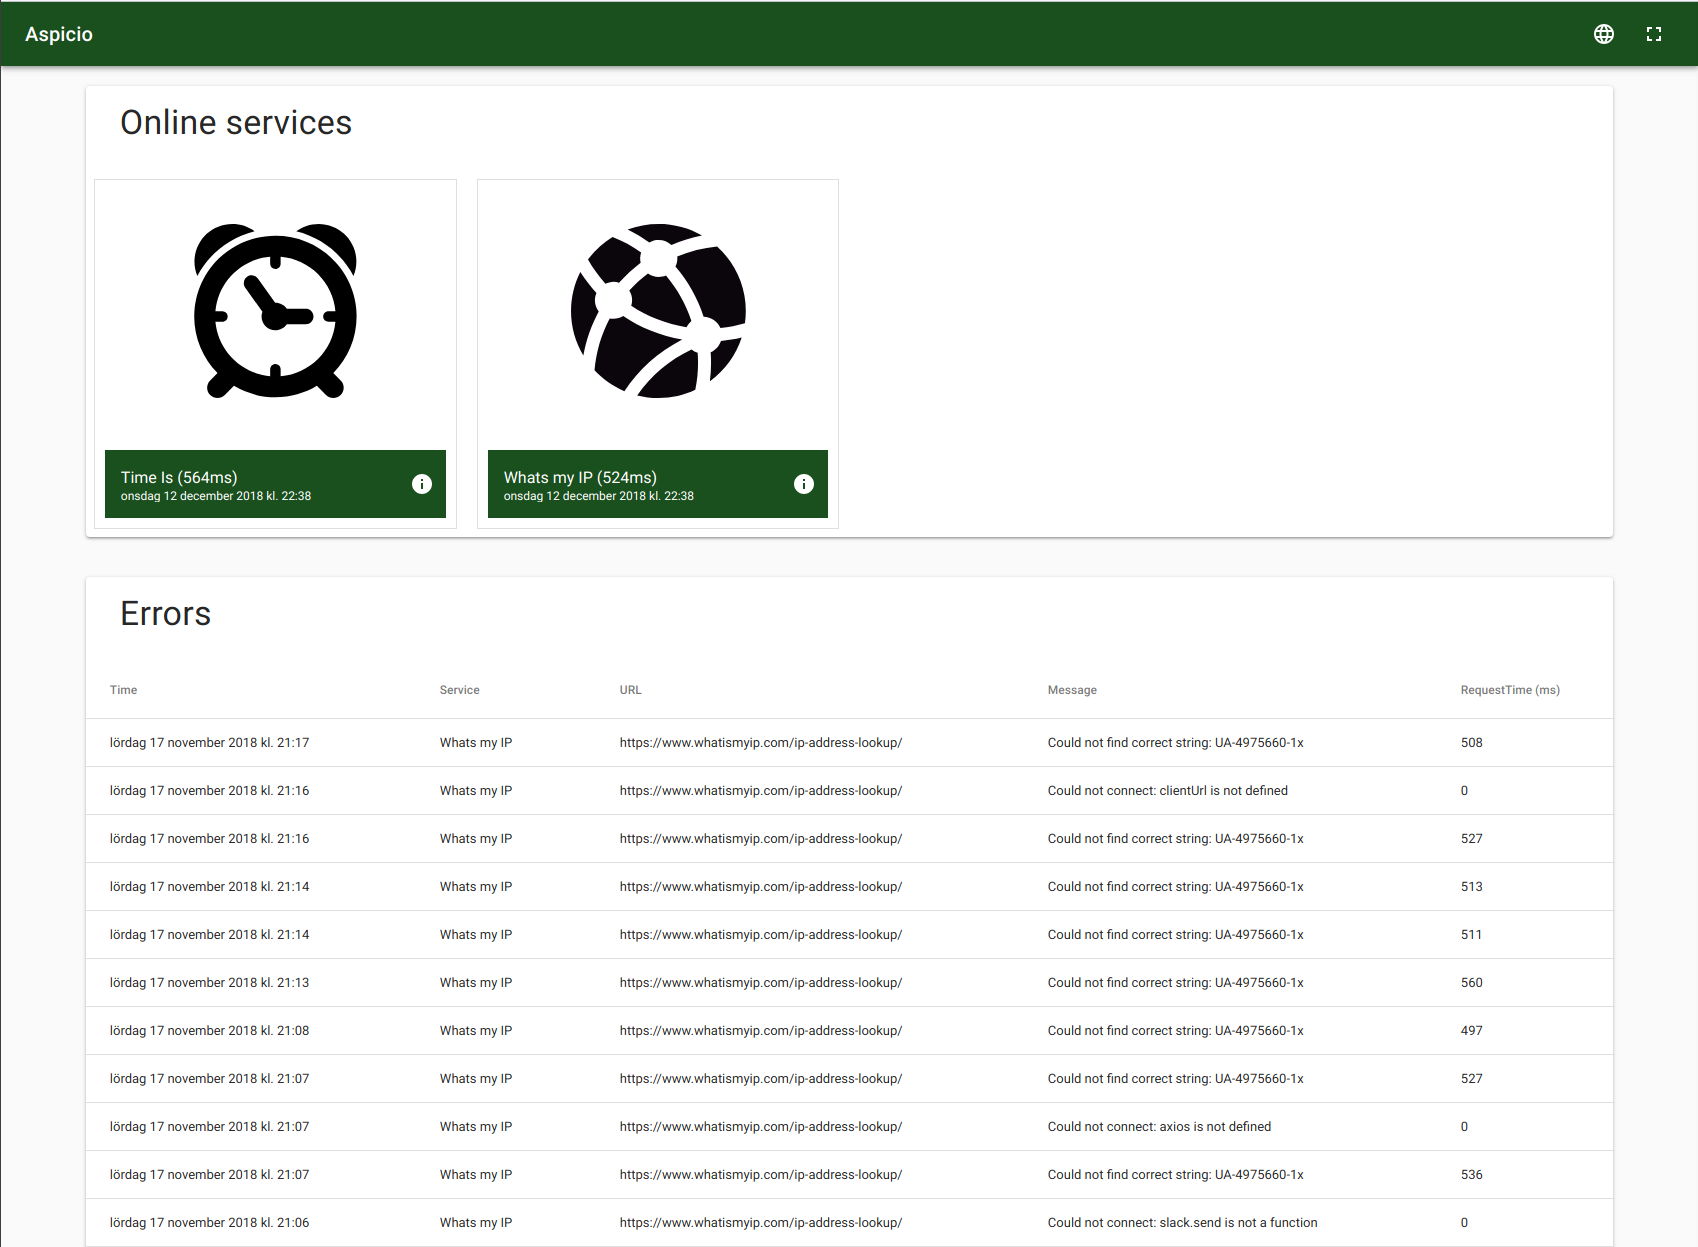 Aspicio
Online services
Time Is (564ms)
onsdag 12 december 2018 kl. 22:38
Whats my IP (524ms)
onsdag 12 december 2018 kl. 22:38
Errors
Time Service URL Message RequestTime (ms)
lördag 17 november 2018 kl. 21:17 Whats my IP https://www.whatismyip.com/ip-address-lookup/ Could not find correct string: UA-4975660-1x 508
lördag 17 november 2018 kl. 21:16 Whats my IP https://www.whatismyip.com/ip-address-lookup/ Could not connect: clientUrl is not defined 0
lördag 17 november 2018 kl. 21:16 Whats my IP https://www.whatismyip.com/ip-address-lookup/ Could not find correct string: UA-4975660-1x 527
lördag 17 november 2018 kl. 21:14 Whats my IP https://www.whatismyip.com/ip-address-lookup/ Could not find correct string: UA-4975660-1x 513
lördag 17 november 2018 kl. 21:14 Whats my IP https://www.whatismyip.com/ip-address-lookup/ Could not find correct string: UA-4975660-1x 511
lördag 17 november 2018 kl. 21:13 Whats my IP https://www.whatismyip.com/ip-address-lookup/ Could not find correct string: UA-4975660-1x 560
lördag 17 november 2018 kl. 21:08 Whats my IP https://www.whatismyip.com/ip-address-lookup/ Could not find correct string: UA-4975660-1x 497
lördag 17 november 2018 kl. 21:07 Whats my IP https://www.whatismyip.com/ip-address-lookup/ Could not find correct string: UA-4975660-1x 527
lördag 17 november 2018 kl. 21:07 Whats my IP https://www.whatismyip.com/ip-address-lookup/ Could not connect: axios is not defined 0
lördag 17 november 2018 kl. 21:07 Whats my IP https://www.whatismyip.com/ip-address-lookup/ Could not find correct string: UA-4975660-1x 536
lördag 17 november 2018 kl. 21:06 Whats my IP https://www.whatismyip.com/ip-address-lookup/ Could not connect: slack.send is not a function 0